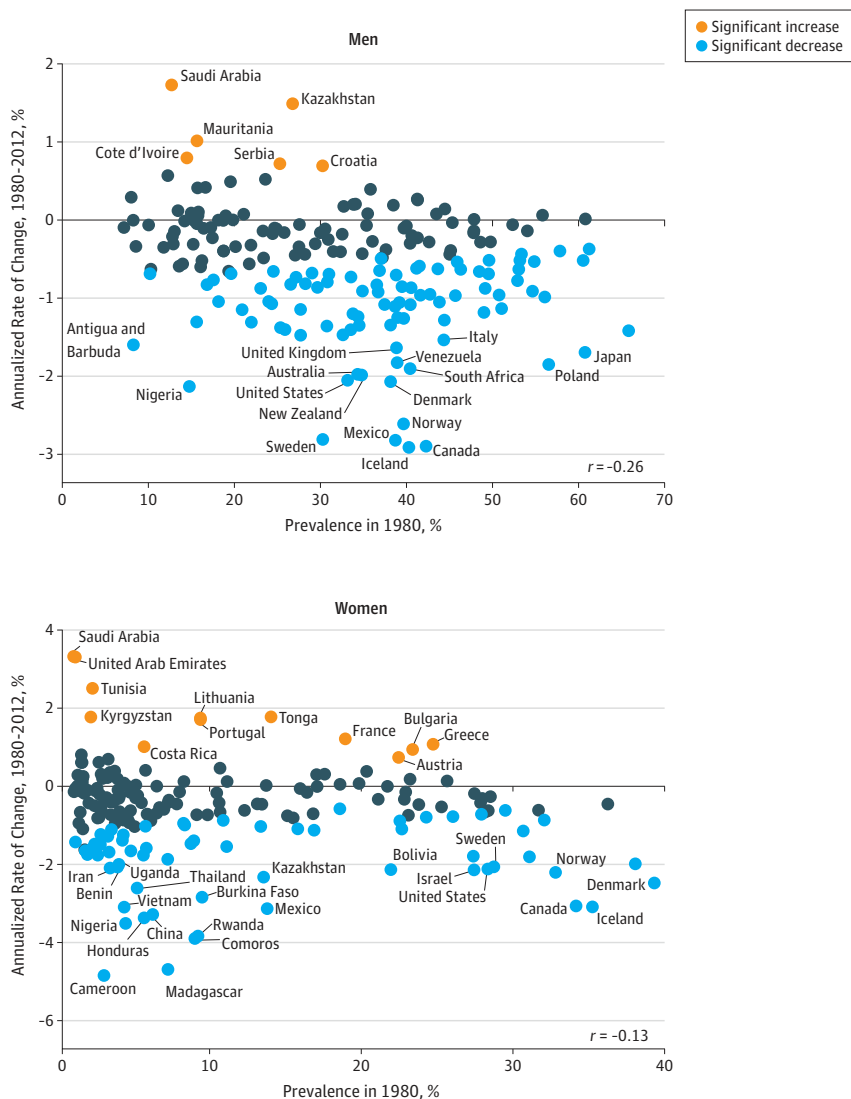 Significant increase
Significant decrease
Men
2
1
0
-1
-2
-3
Annualized Rate of Change, 1980-2012, %
Saudi Arabia
Kazakhstan
Mauritania
Cote d'Ivoire
Serbia
Croatia
Antigua and
Barbuda
Nigeria
Italy
United Kingdom
Venezuela
Australia
South Africa
United States
New Zealand
Denmark
Japan
Poland
Norway
Mexico
Sweden
Iceland
Canada
r = -0.26
0
10
20
30
40
50
60
70
Prevalence in 1980, %
Women
4
2
0
-2
-4
-6
Annualized Rate of Change, 1980-2012, %
Saudi Arabia
United Arab Emirates
Tunisia
Kyrgyzstan
Lithuania
Portugal
Tonga
Costa Rica
France
Bulgaria
Greece
Austria
Iran
Uganda
Benin
Thailand
Vietnam
Nigeria
Honduras
China
Kazakhstan
Burkina Faso
Mexico
Rwanda
Comoros
Cameroon
Madagascar
Bolivia
Sweden
Israel
United States
Norway
Denmark
Canada
Iceland
r = -0.13
0
10
20
30
40
Prevalence in 1980, %